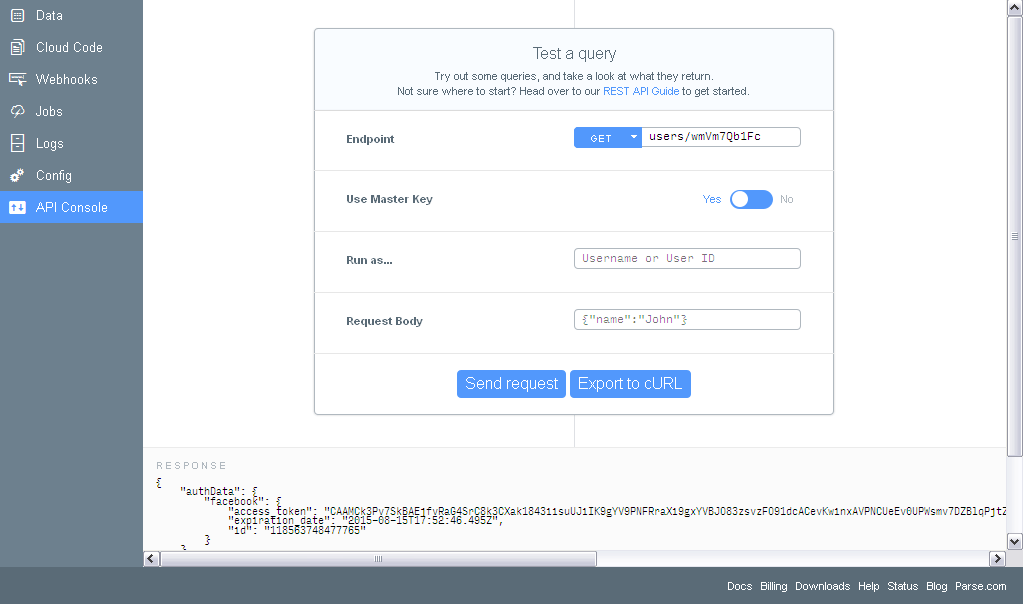 Data
Cloud Code
Webhooks
Jobs
Logs
Config
API Console
Test a query
Try out some queries, and take a look at what they return.
Not sure where to start? Head over to our REST API Guide to get started.
Endpoint
GET
users/wmVm7Qb1Fc
Use Master Key
Yes
No
Run as...
Username or User ID
Request Body
{"name":"John"}
Send request
Export to cURL
RESPONSE
{
"authData": {
"facebook": {
"access_token":
"expiration_date": "2015-08-15T17:52:46.495Z",
"id": "118563748477765"
}
}
Docs Billing Downloads Help Status Blog Parse.com